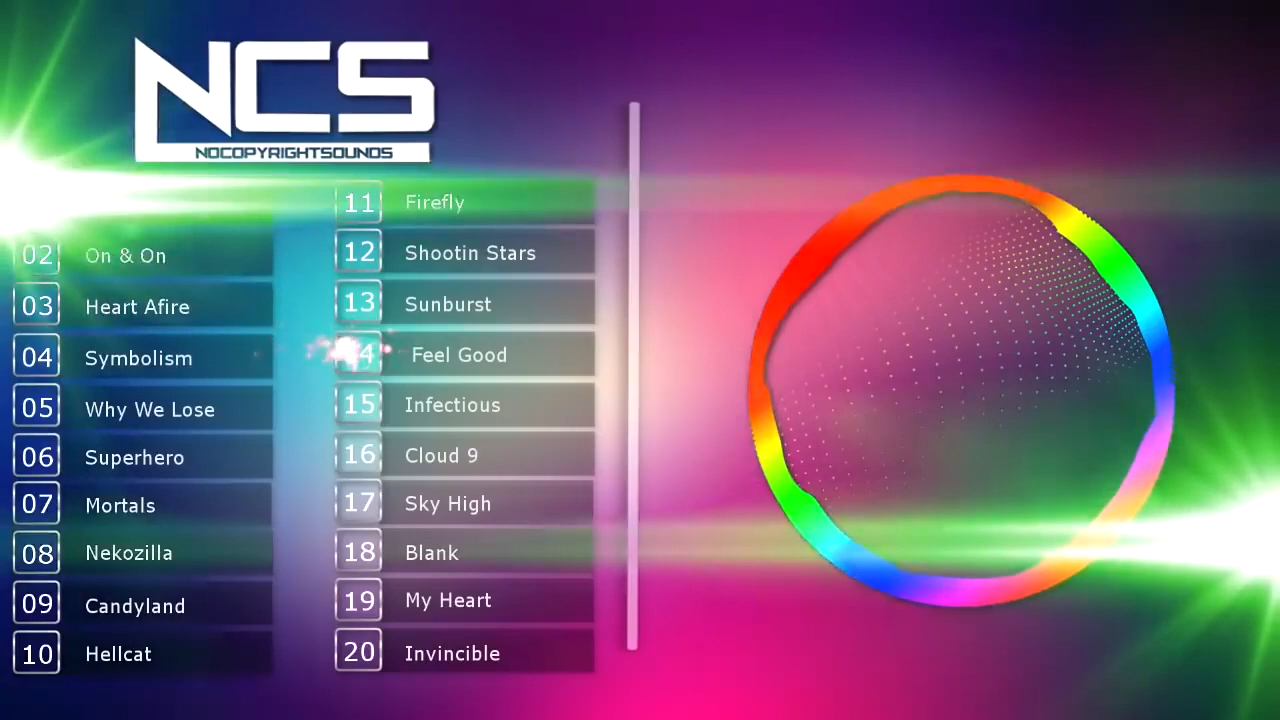 NCS
NOCOPYRIGHTSOUNDS
02 On & On
03 Heart Afire
04 Symbolism
05 Why We Lose
06 Superhero
07 Mortals
08 Nekozilla
09 Candyland
10 Hellcat
11 Firefly
12 Shootin Stars
13 Sunburst
4 Feel Good
15 Infectious
16 Cloud 9
17 Sky High
18 Blank
19 My Heart
20 Invincible